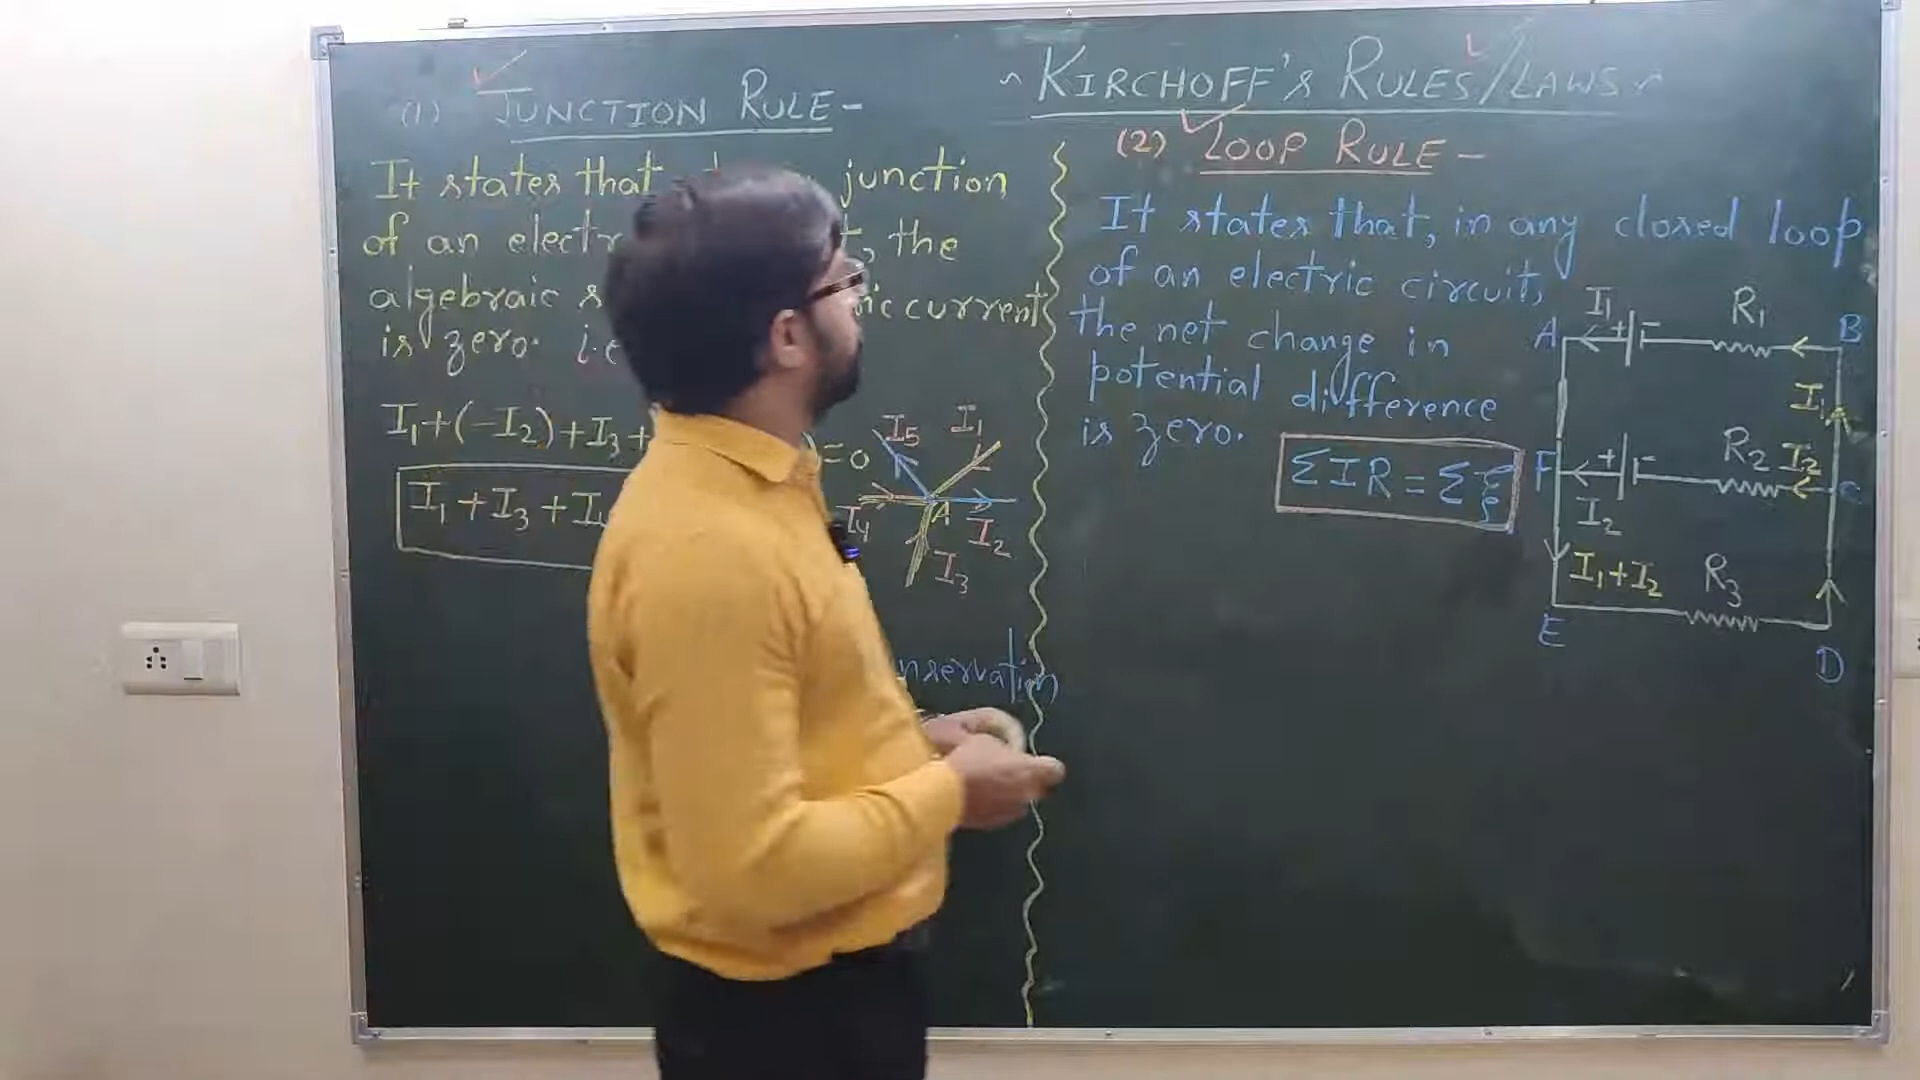 ~ KIRCHOFF's RULES/LAWS ~
(1) JUNCTION RULE -
It states that junction
of an electr , the
algebraic s ic current
is zero. i.e
I₁+(-I₂)+I₃+ )=0
I₁+I₃+I₄
I₅ I₁
I₄ A I₂
I₃
nservation
(2) LOOP RULE -
It states that, in any closed loop
of an electric circuit,
the net change in
potential difference
is zero.
ΣIR = Σξ
A I₁ + - R₁ B
I₁
F + - R₂ I₂ C
I₂
I₁+I₂ R₃
E D